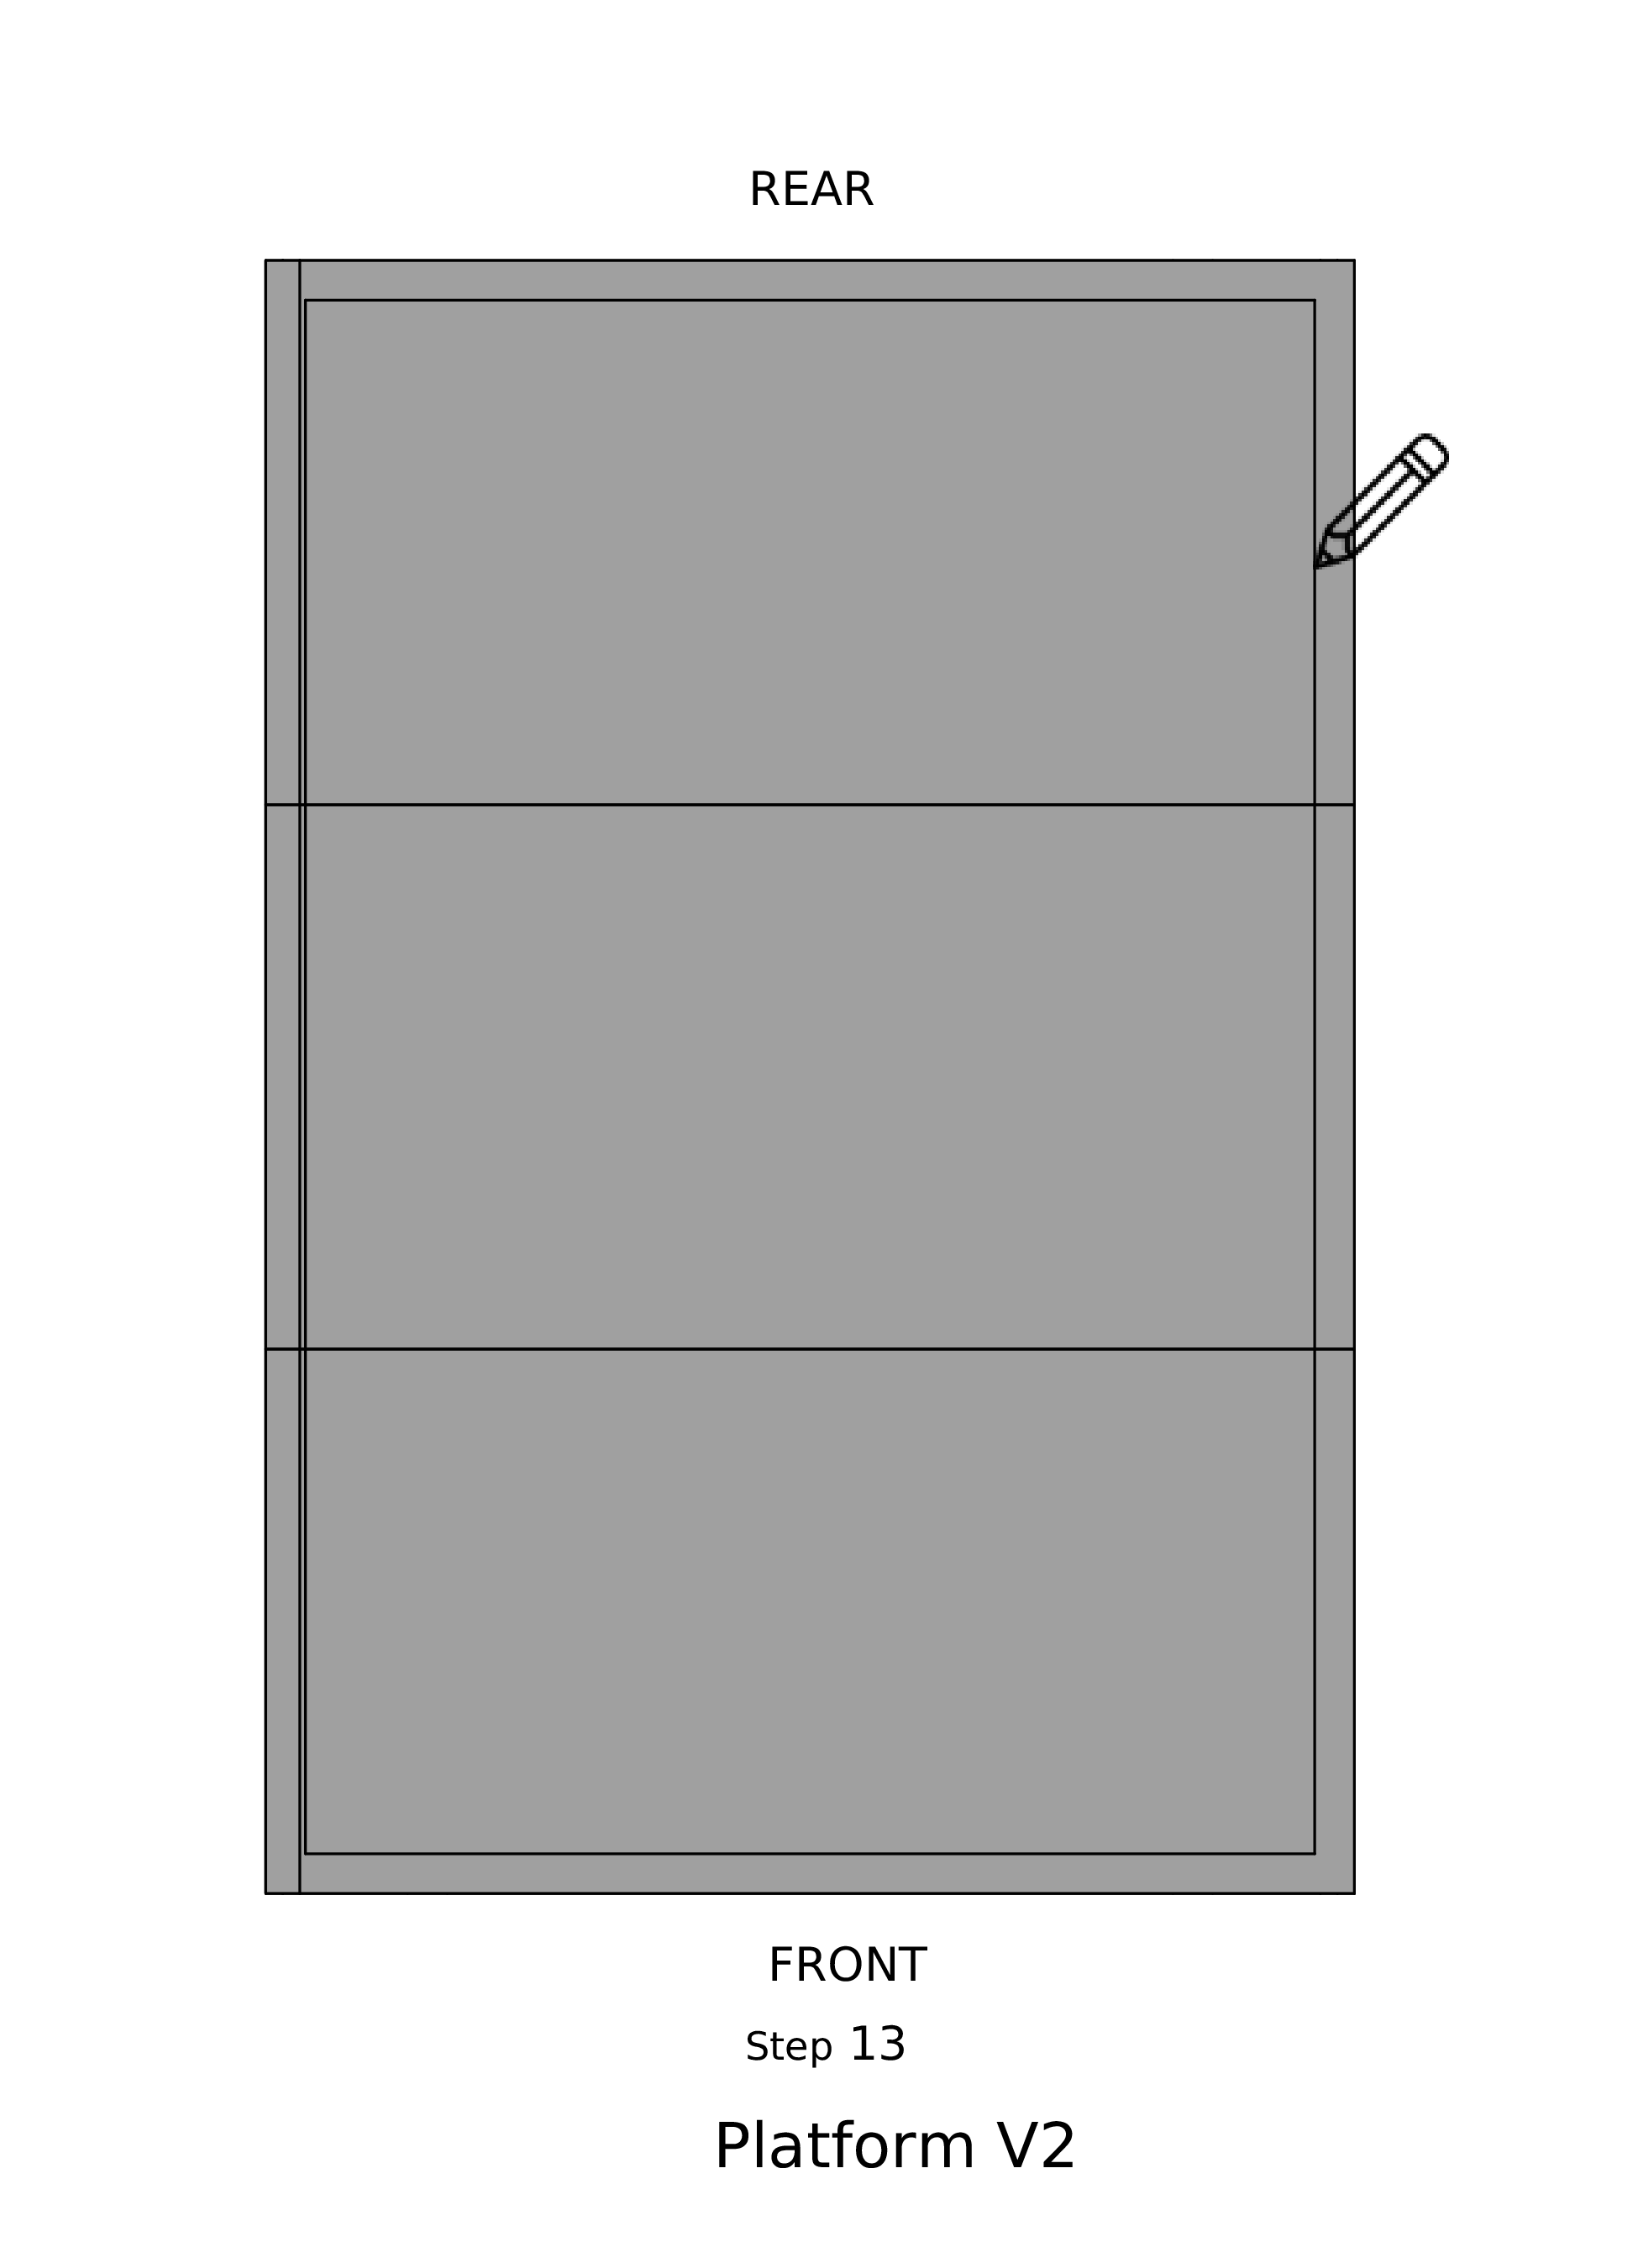 REAR
FRONT
Step 13
Platform V2